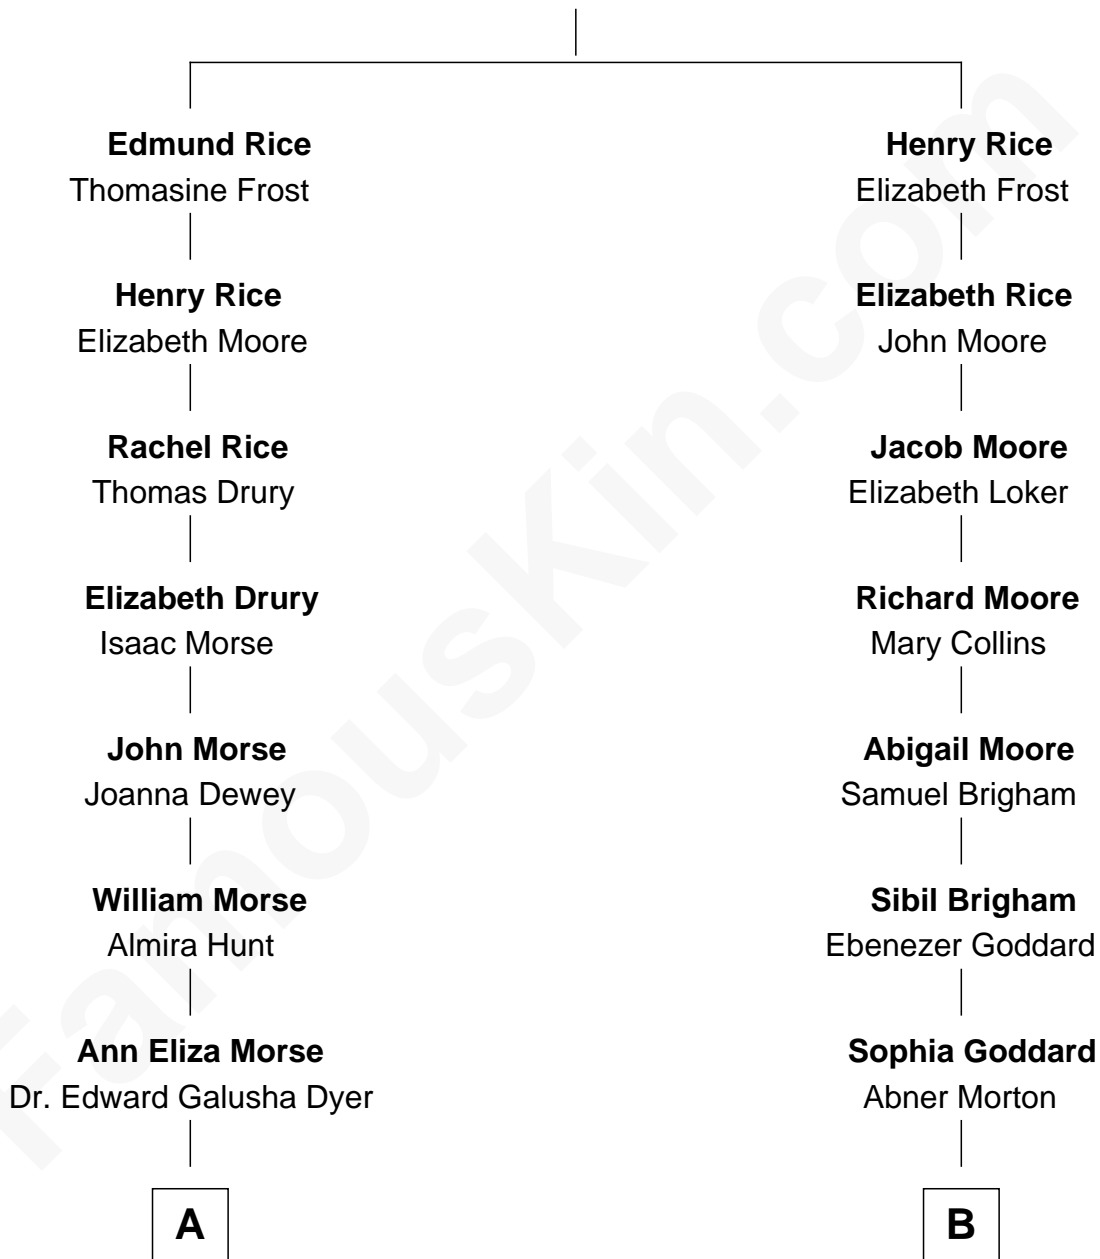 Edmund Rice
Thomasine Frost
Henry Rice
Elizabeth Moore
Rachel Rice
Thomas Drury
Elizabeth Drury
Isaac Morse
John Morse
Joanna Dewey
William Morse
Almira Hunt
Ann Eliza Morse
Dr. Edward Galusha Dyer
A
Henry Rice
Elizabeth Frost
Elizabeth Rice
John Moore
Jacob Moore
Elizabeth Loker
Richard Moore
Mary Collins
Abigail Moore
Samuel Brigham
Sibil Brigham
Ebenezer Goddard
Sophia Goddard
Abner Morton
B
FamousKin.com